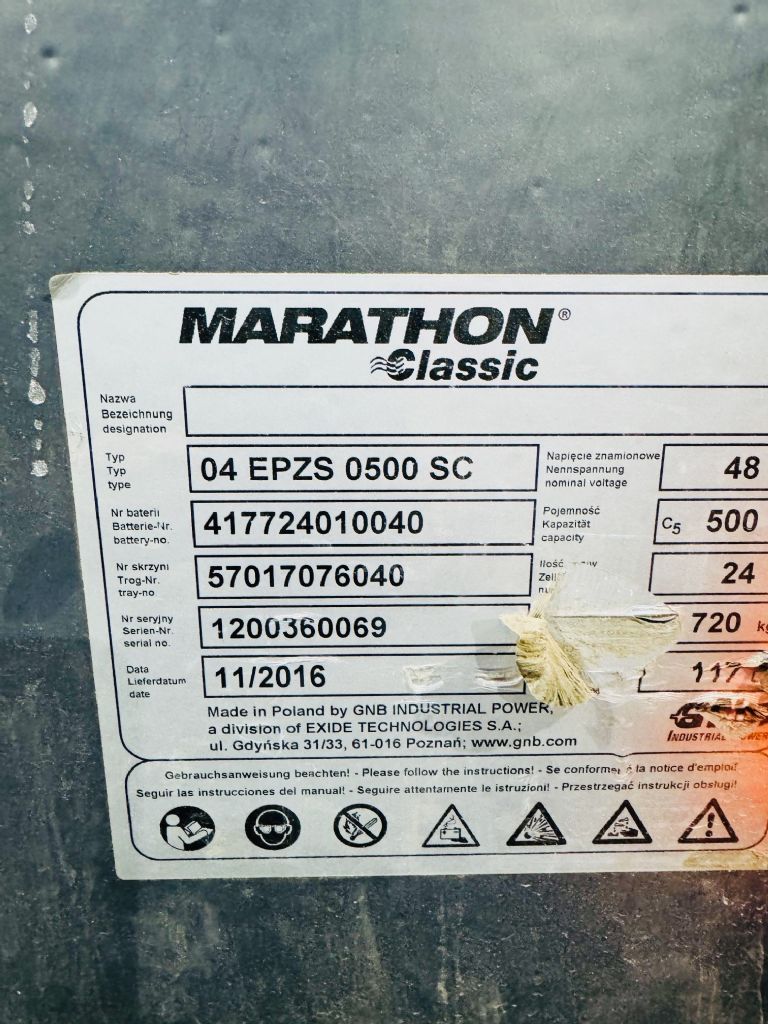 MARATHON®
Classic
Nazwa
Bezeichnung
designation
Typ
Typ
type
04 EPZS 0500 SC
Napięcie znamionowe
Nennspannung
nominal voltage
48
Nr baterii
Batterie-Nr.
battery-no.
417724010040
Pojemność
Kapazität
capacity
C5 500
Nr skrzyni
Trog-Nr.
tray-no
57017076040
Ilość
24
Nr seryjny
Serien-Nr.
serial no.
1200360069
720 kg
Data
Lieferdatum
date
11/2016
117
Made in Poland by GNB INDUSTRIAL POWER,
a division of EXIDE TECHNOLOGIES S.A.;
ul. Gdyńska 31/33, 61-016 Poznań; www.gnb.com
INDUSTRIAL POWER
Gebrauchsanweisung beachten! - Please follow the instructions! - Se conformer à la notice d'emploi!
Seguir las instrucciones del manual! - Seguire attentamente le istruzioni! - Przestrzegać instrukcji obsługi!